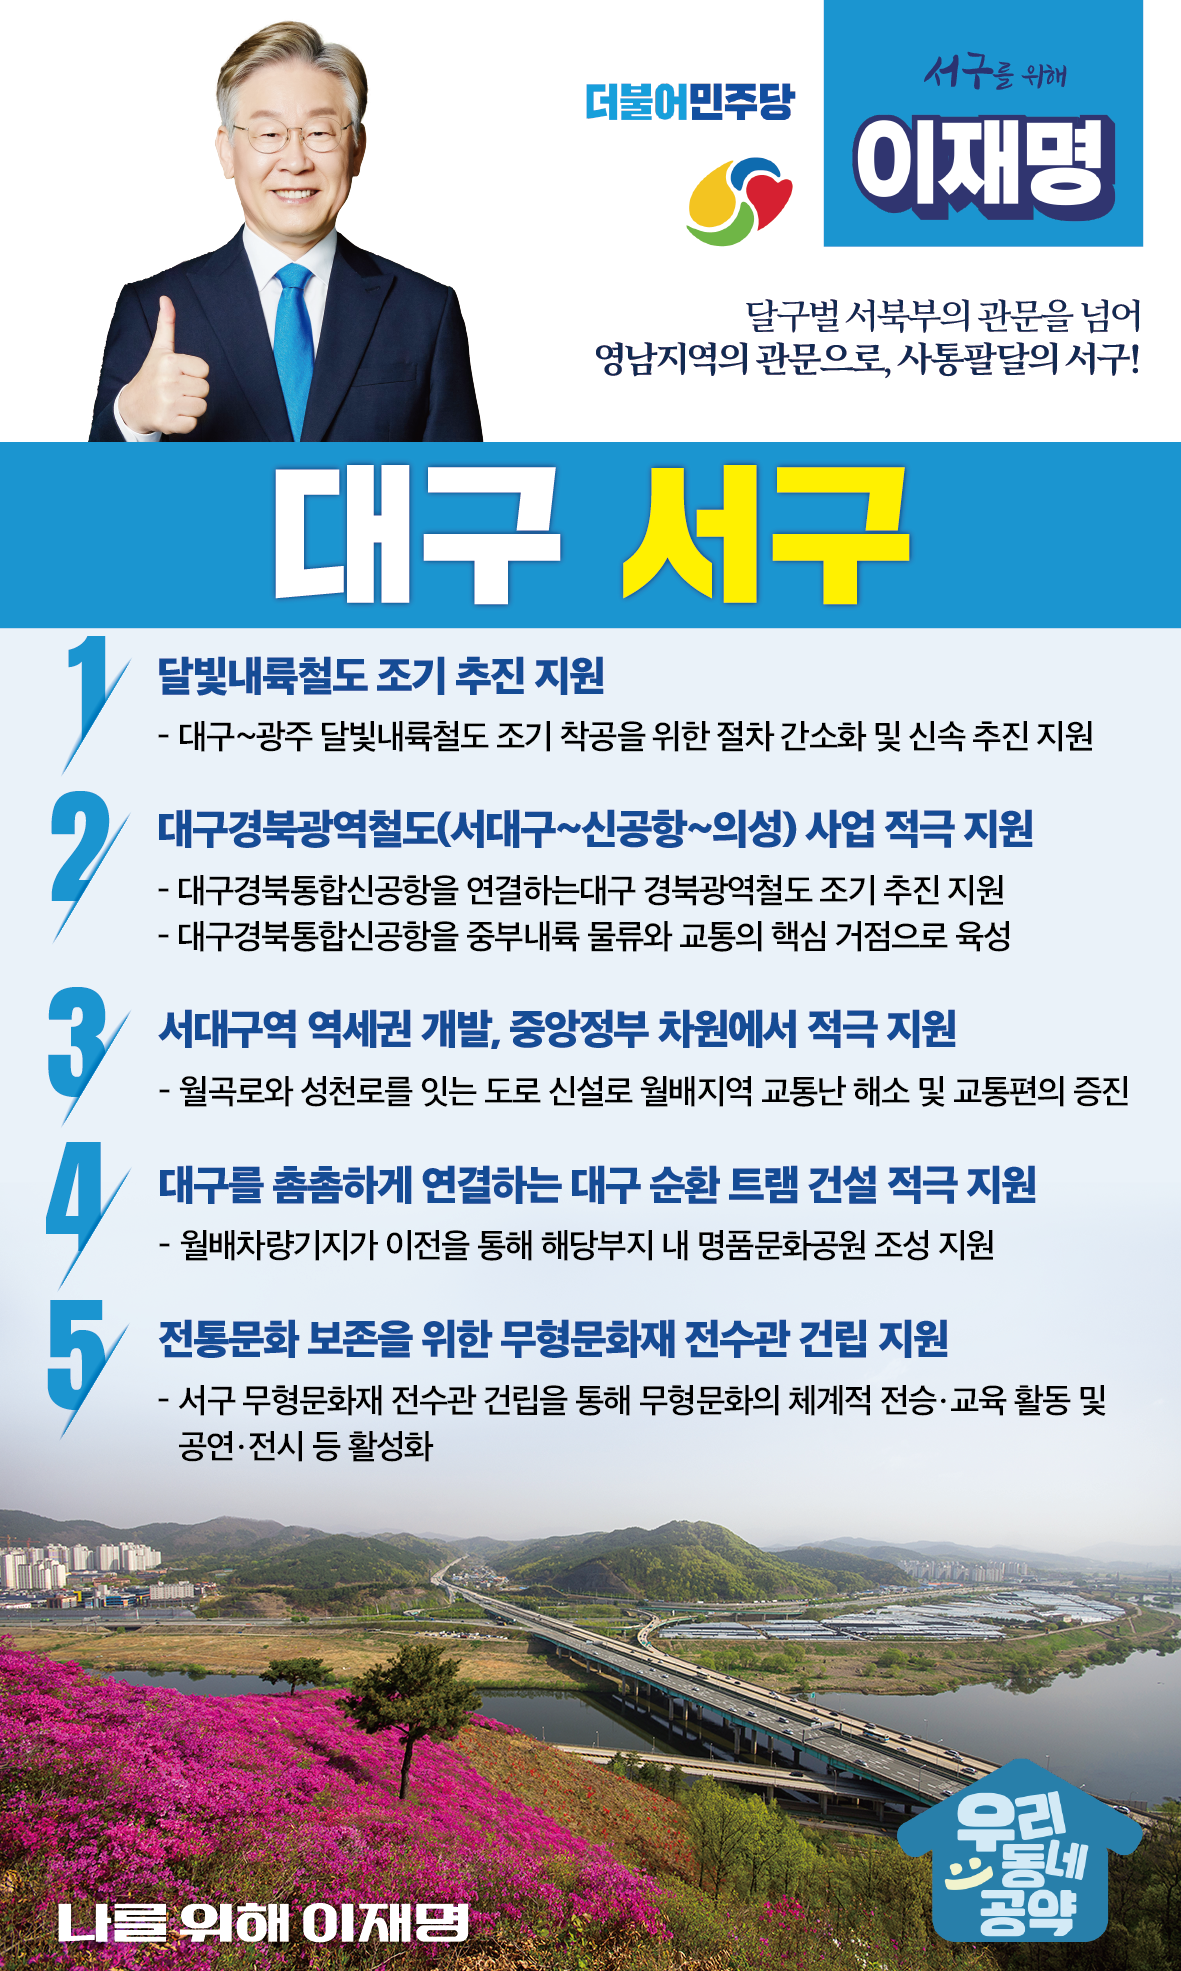 더불어민주당
서구를 위해
이재명
달구벌 서북부의 관문을 넘어
영남지역의 관문으로, 사통팔달의 서구!
대구 서구
1 달빛내륙철도 조기 추진 지원
- 대구~광주 달빛내륙철도 조기 착공을 위한 절차 간소화 및 신속 추진 지원
2 대구경북광역철도(서대구~신공항~의성) 사업 적극 지원
- 대구경북통합신공항을 연결하는대구 경북광역철도 조기 추진 지원
- 대구경북통합신공항을 중부내륙 물류와 교통의 핵심 거점으로 육성
3 서대구역 역세권 개발, 중앙정부 차원에서 적극 지원
- 월곡로와 성천로를 잇는 도로 신설로 월배지역 교통난 해소 및 교통편의 증진
4 대구를 촘촘하게 연결하는 대구 순환 트램 건설 적극 지원
- 월배차량기지가 이전을 통해 해당부지 내 명품문화공원 조성 지원
5 전통문화 보존을 위한 무형문화재 전수관 건립 지원
- 서구 무형문화재 전수관 건립을 통해 무형문화의 체계적 전승·교육 활동 및
공연·전시 등 활성화
우리
동네
공약
나를 위해 이재명